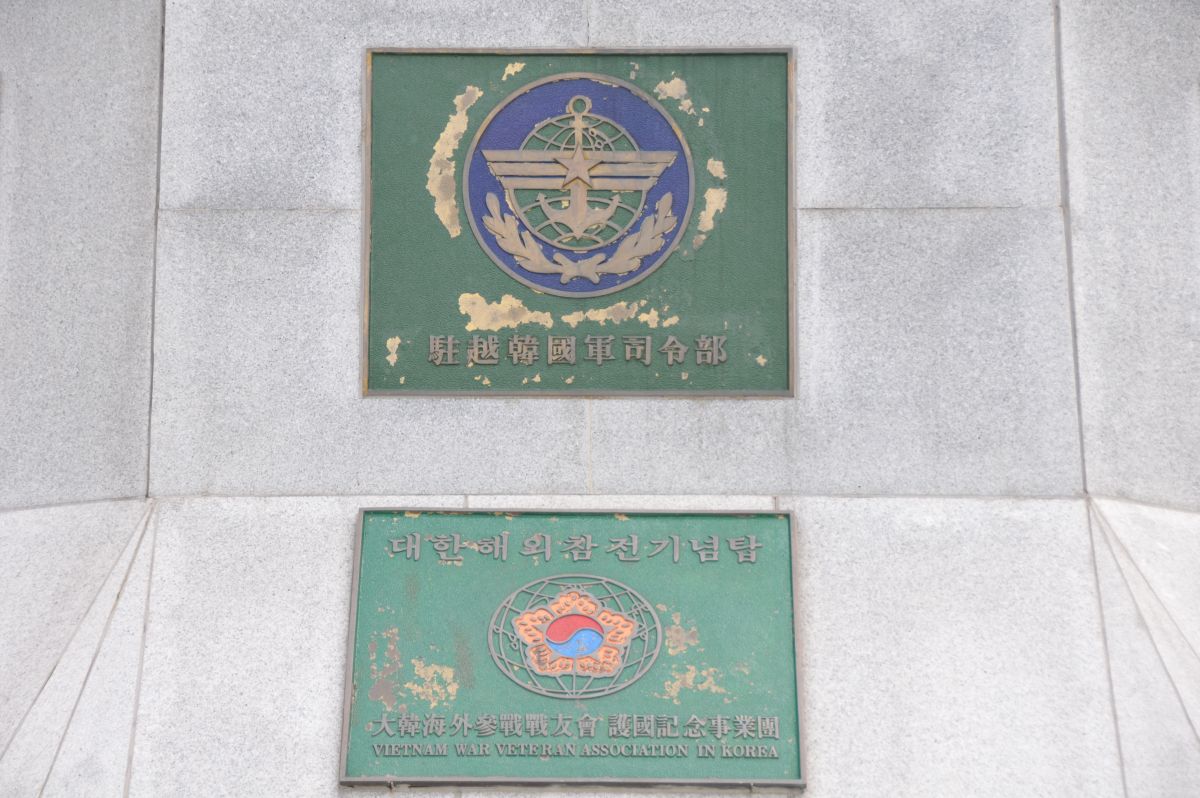 駐越韓國軍司令部
대한해외참전기념탑
大韓海外參戰戰友會 護國記念事業團
VIETNAM WAR VETERAN ASSOCIATION IN KOREA